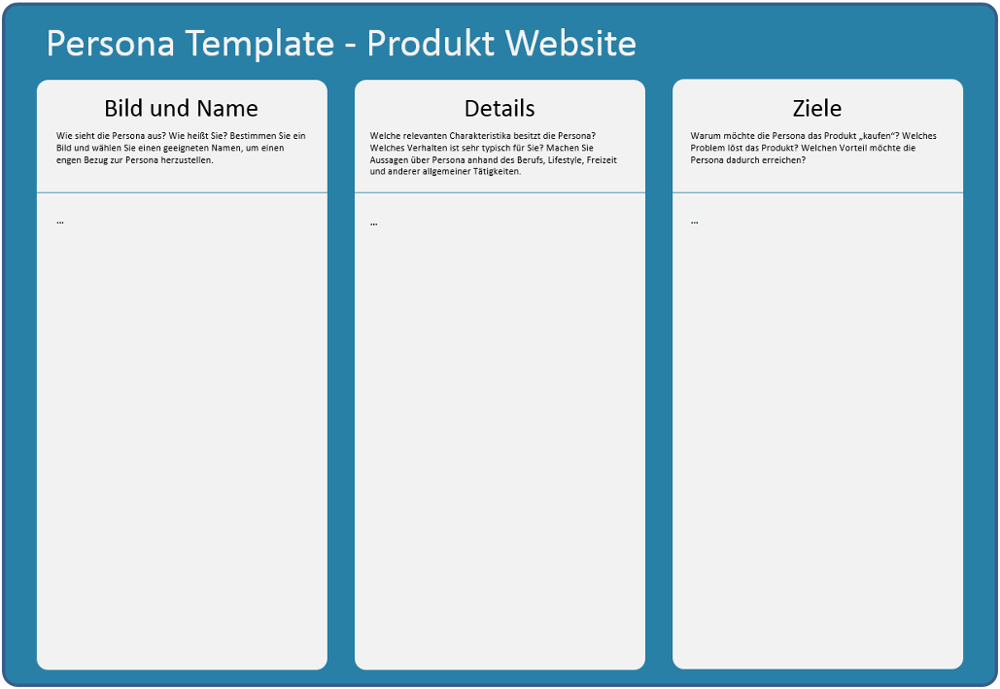 Persona Template - Produkt Website
Bild und Name
Wie sieht die Persona aus? Wie heißt Sie? Bestimmen Sie ein
Bild und wählen Sie einen geeigneten Namen, um einen
engen Bezug zur Persona herzustellen.
...
Details
Welche relevanten Charakteristika besitzt die Persona?
Welches Verhalten ist sehr typisch für Sie? Machen Sie
Aussagen über Persona anhand des Berufs, Lifestyle, Freizeit
und anderer allgemeiner Tätigkeiten.
...
Ziele
Warum möchte die Persona das Produkt „kaufen“? Welches
Problem löst das Produkt? Welchen Vorteil möchte die
Persona dadurch erreichen?
...